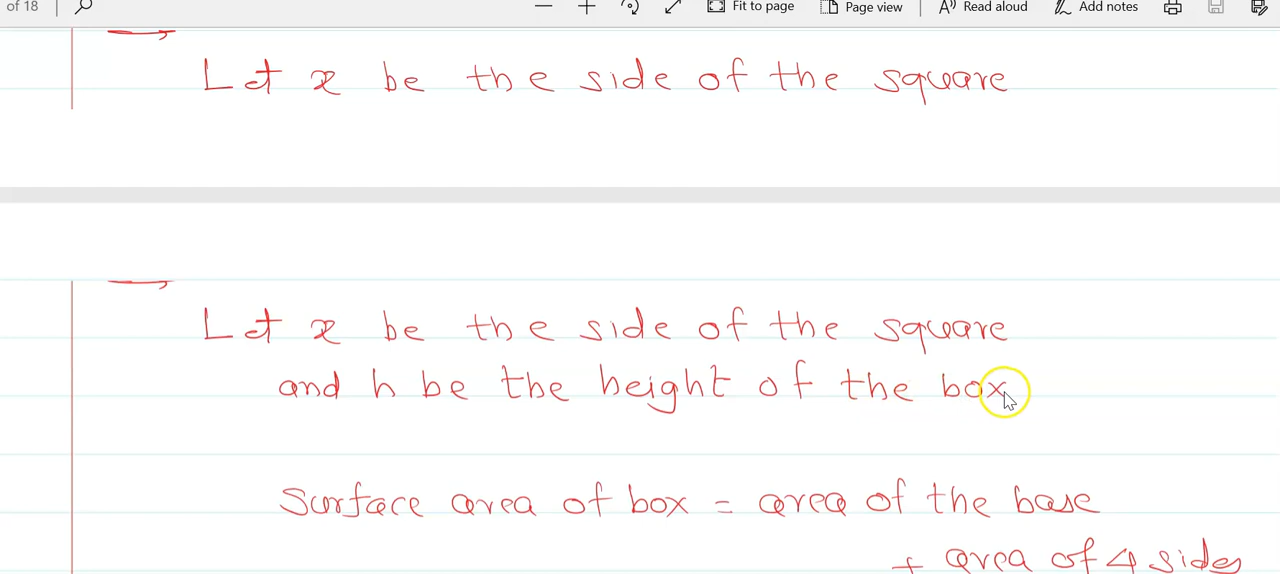 of 18 Fit to page Page view Read aloud Add notes
Let x be the side of the square
Let x be the side of the square
and h be the height of the box
Surface area of box = area of the base
+ area of 4 sides